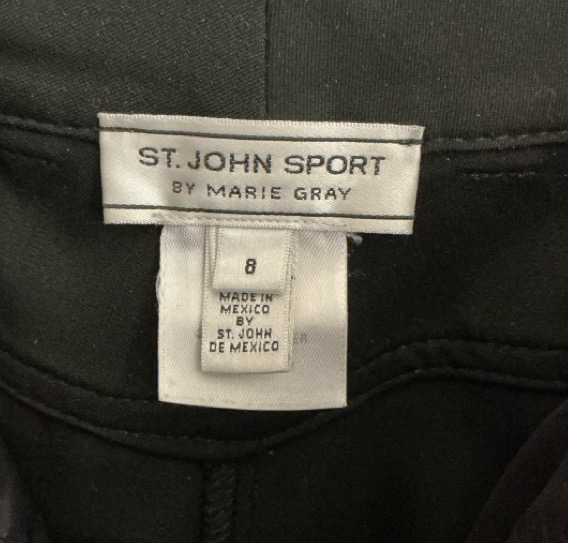 ST. JOHN SPORT
BY MARIE GRAY
8
MADE IN
MEXICO
BY
ST. JOHN
DE MEXICO